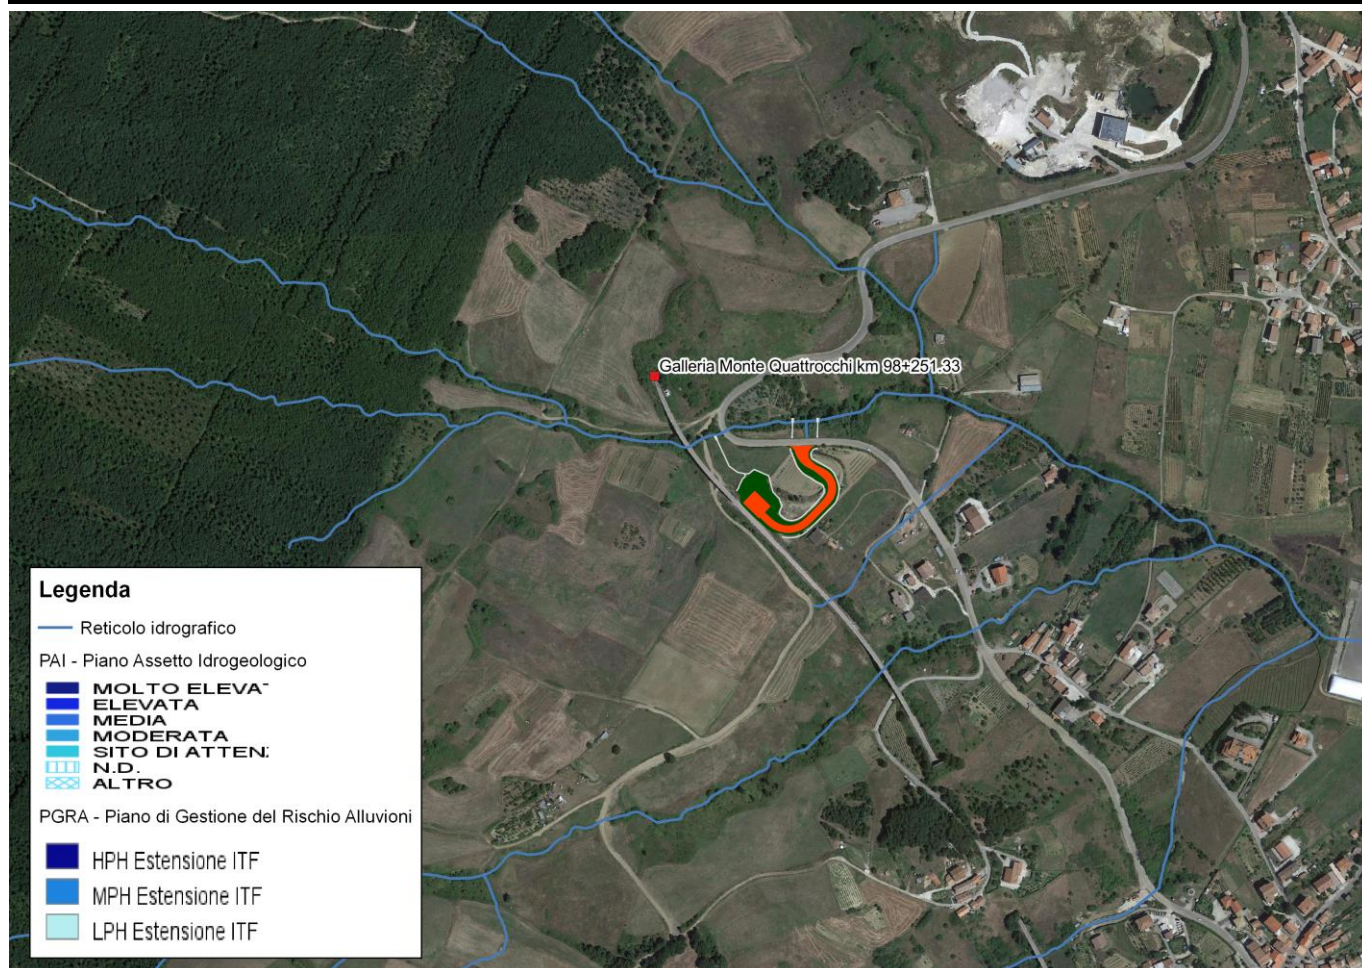 Galleria Monte Quattrocchi km 98+251.33
Legenda
Reticolo idrografico
PAI - Piano Assetto Idrogeologico
MOLTO ELEVAT
ELEVATA
MEDIA
MODERATA
SITO DI ATTEN
N.D.
ALTRO
PGRA - Piano di Gestione del Rischio Alluvioni
HPH Estensione ITF
MPH Estensione ITF
LPH Estensione ITF